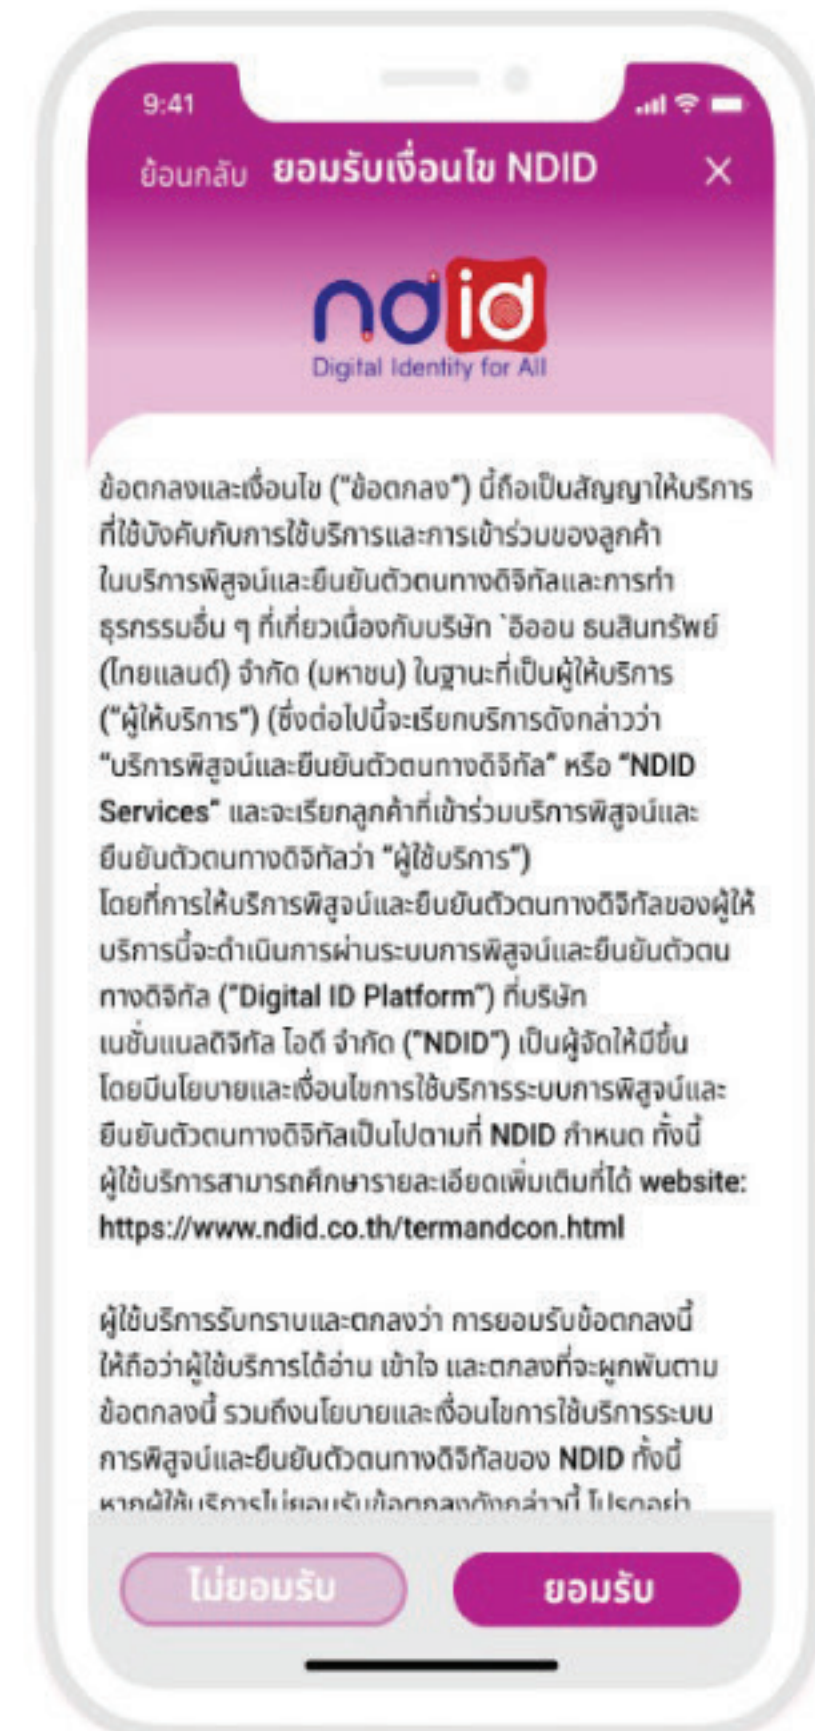 9:41
ย้อนกลับ ยอมรับเงื่อนไข NDID
ndid
Digital Identity for All
ข้อตกลงและเงื่อนไข ("ข้อตกลง") นี้ถือเป็นสัญญาให้บริการ
ที่ใช้บังคับกับการใช้บริการและการเข้าร่วมของลูกค้า
ในบริการพิสูจน์และยืนยันตัวตนทางดิจิทัลและการทำ
ธุรกรรมอื่น ๆ ที่เกี่ยวเนื่องกับบริษัท `อิออน ธนสินทรัพย์
(ไทยแลนด์) จำกัด (มหาชน) ในฐานะที่เป็นผู้ให้บริการ
("ผู้ให้บริการ") (ซึ่งต่อไปนี้จะเรียกบริการดังกล่าวว่า
"บริการพิสูจน์และยืนยันตัวตนทางดิจิทัล" หรือ "NDID
Services" และจะเรียกลูกค้าที่เข้าร่วมบริการพิสูจน์และ
ยืนยันตัวตนทางดิจิทัลว่า "ผู้ใช้บริการ")
โดยที่การให้บริการพิสูจน์และยืนยันตัวตนทางดิจิทัลของผู้ให้
บริการนี้จะดำเนินการผ่านระบบการพิสูจน์และยืนยันตัวตน
ทางดิจิทัล ("Digital ID Platform") ที่บริษัท
เนชั่นแนลดิจิทัล ไอดี จำกัด ("NDID") เป็นผู้จัดให้มีขึ้น
โดยมีนโยบายและเงื่อนไขการใช้บริการระบบการพิสูจน์และ
ยืนยันตัวตนทางดิจิทัลเป็นไปตามที่ NDID กำหนด ทั้งนี้
ผู้ใช้บริการสามารถศึกษารายละเอียดเพิ่มเติมที่ได้ website:
https://www.ndid.co.th/termandcon.html
ผู้ใช้บริการรับทราบและตกลงว่า การยอมรับข้อตกลงนี้
ให้ถือว่าผู้ใช้บริการได้อ่าน เข้าใจ และตกลงที่จะผูกพันตาม
ข้อตกลงนี้ รวมถึงนโยบายและเงื่อนไขการใช้บริการระบบ
การพิสูจน์และยืนยันตัวตนทางดิจิทัลของ NDID ทั้งนี้
หากผู้ใช้บริการไม่ยอมรับข้อตกลงดังกล่าวนี้ โปรดอย่า
ไม่ยอมรับ ยอมรับ